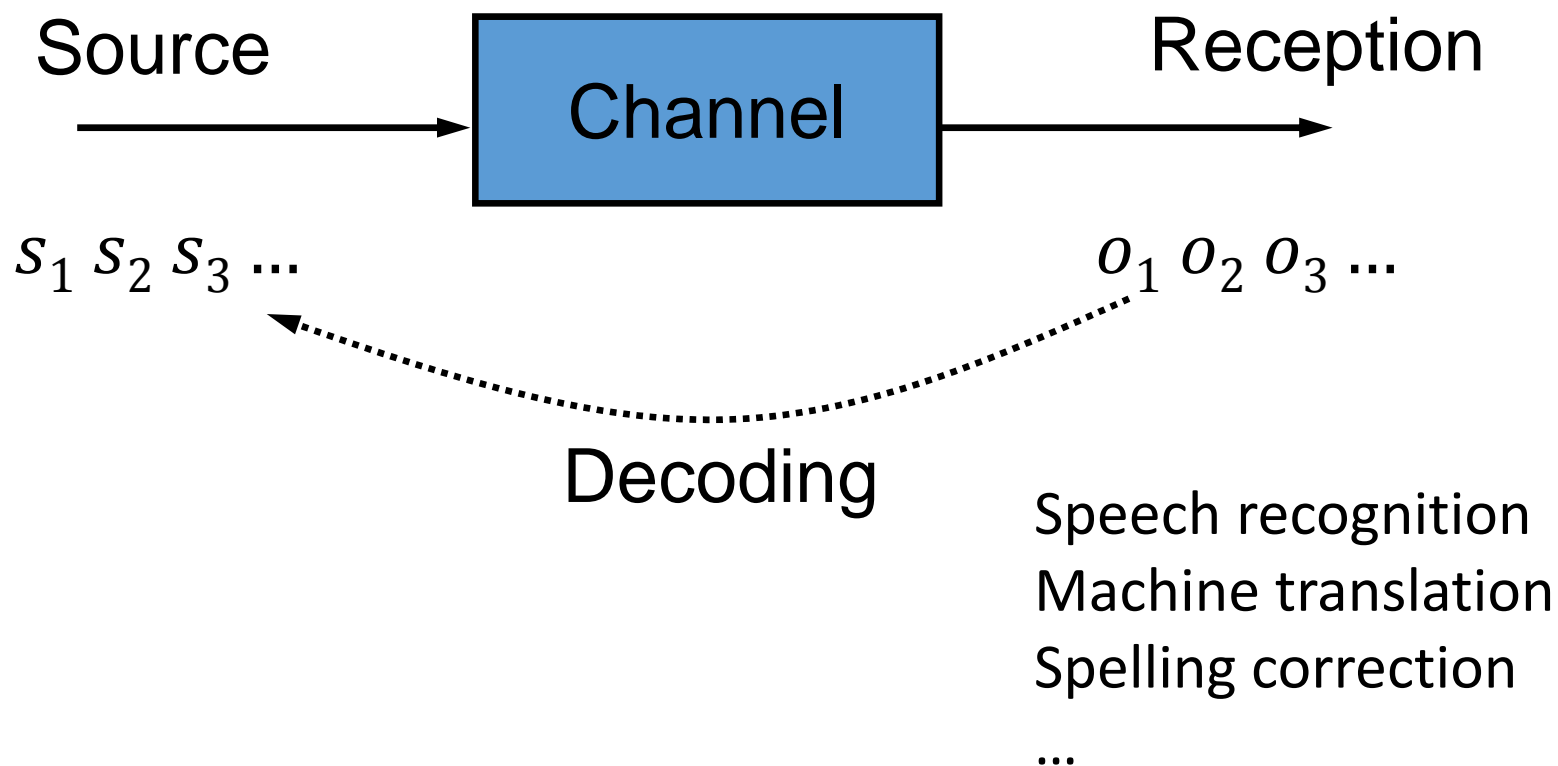 Source
Channel
Reception
s₁ s₂ s₃ ...
o₁ o₂ o₃ ...
Decoding
Speech recognition
Machine translation
Spelling correction
...